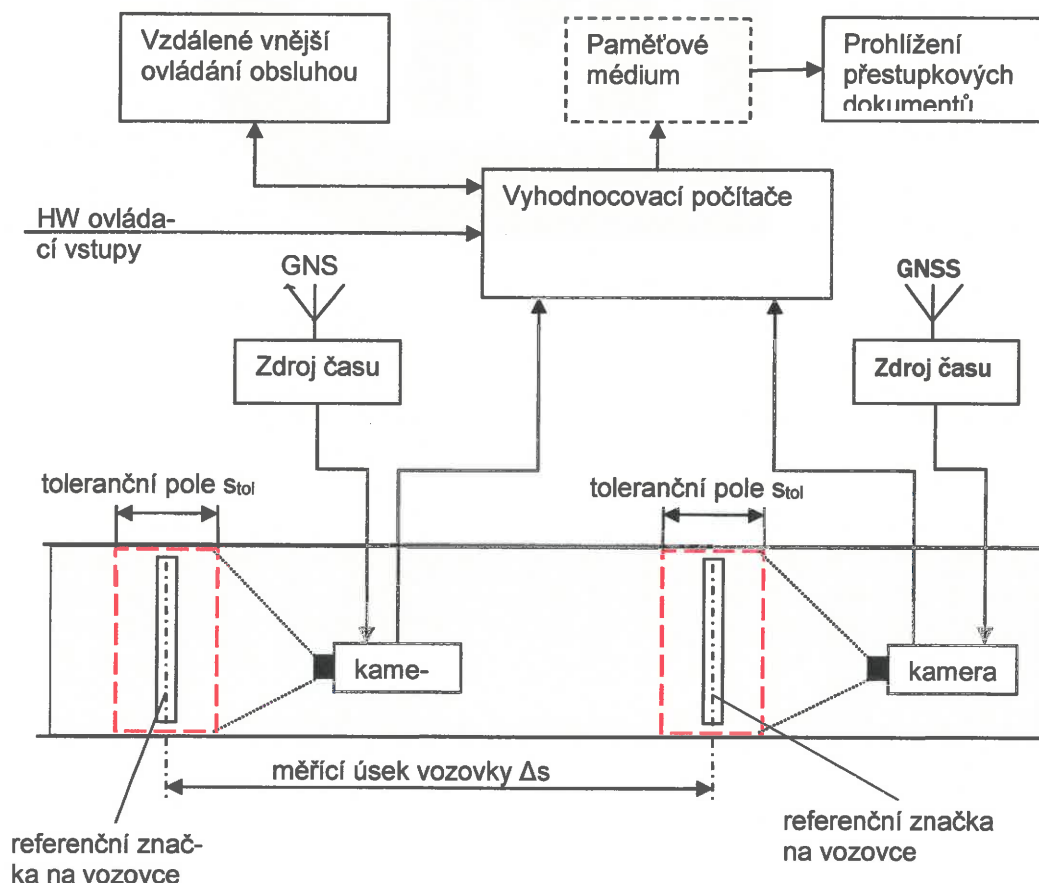 Vzdálené vnější
ovládání obsluhou
Paměťové
médium
Prohlížení
přestupkových
dokumentů
Vyhodnocovací počítače
HW ovláda-
cí vstupy
GNS
GNSS
Zdroj času
Zdroj času
toleranční pole stol
toleranční pole stol
kame-
kamera
měřící úsek vozovky Δs
referenční znač-
ka na vozovce
referenční značka
na vozovce